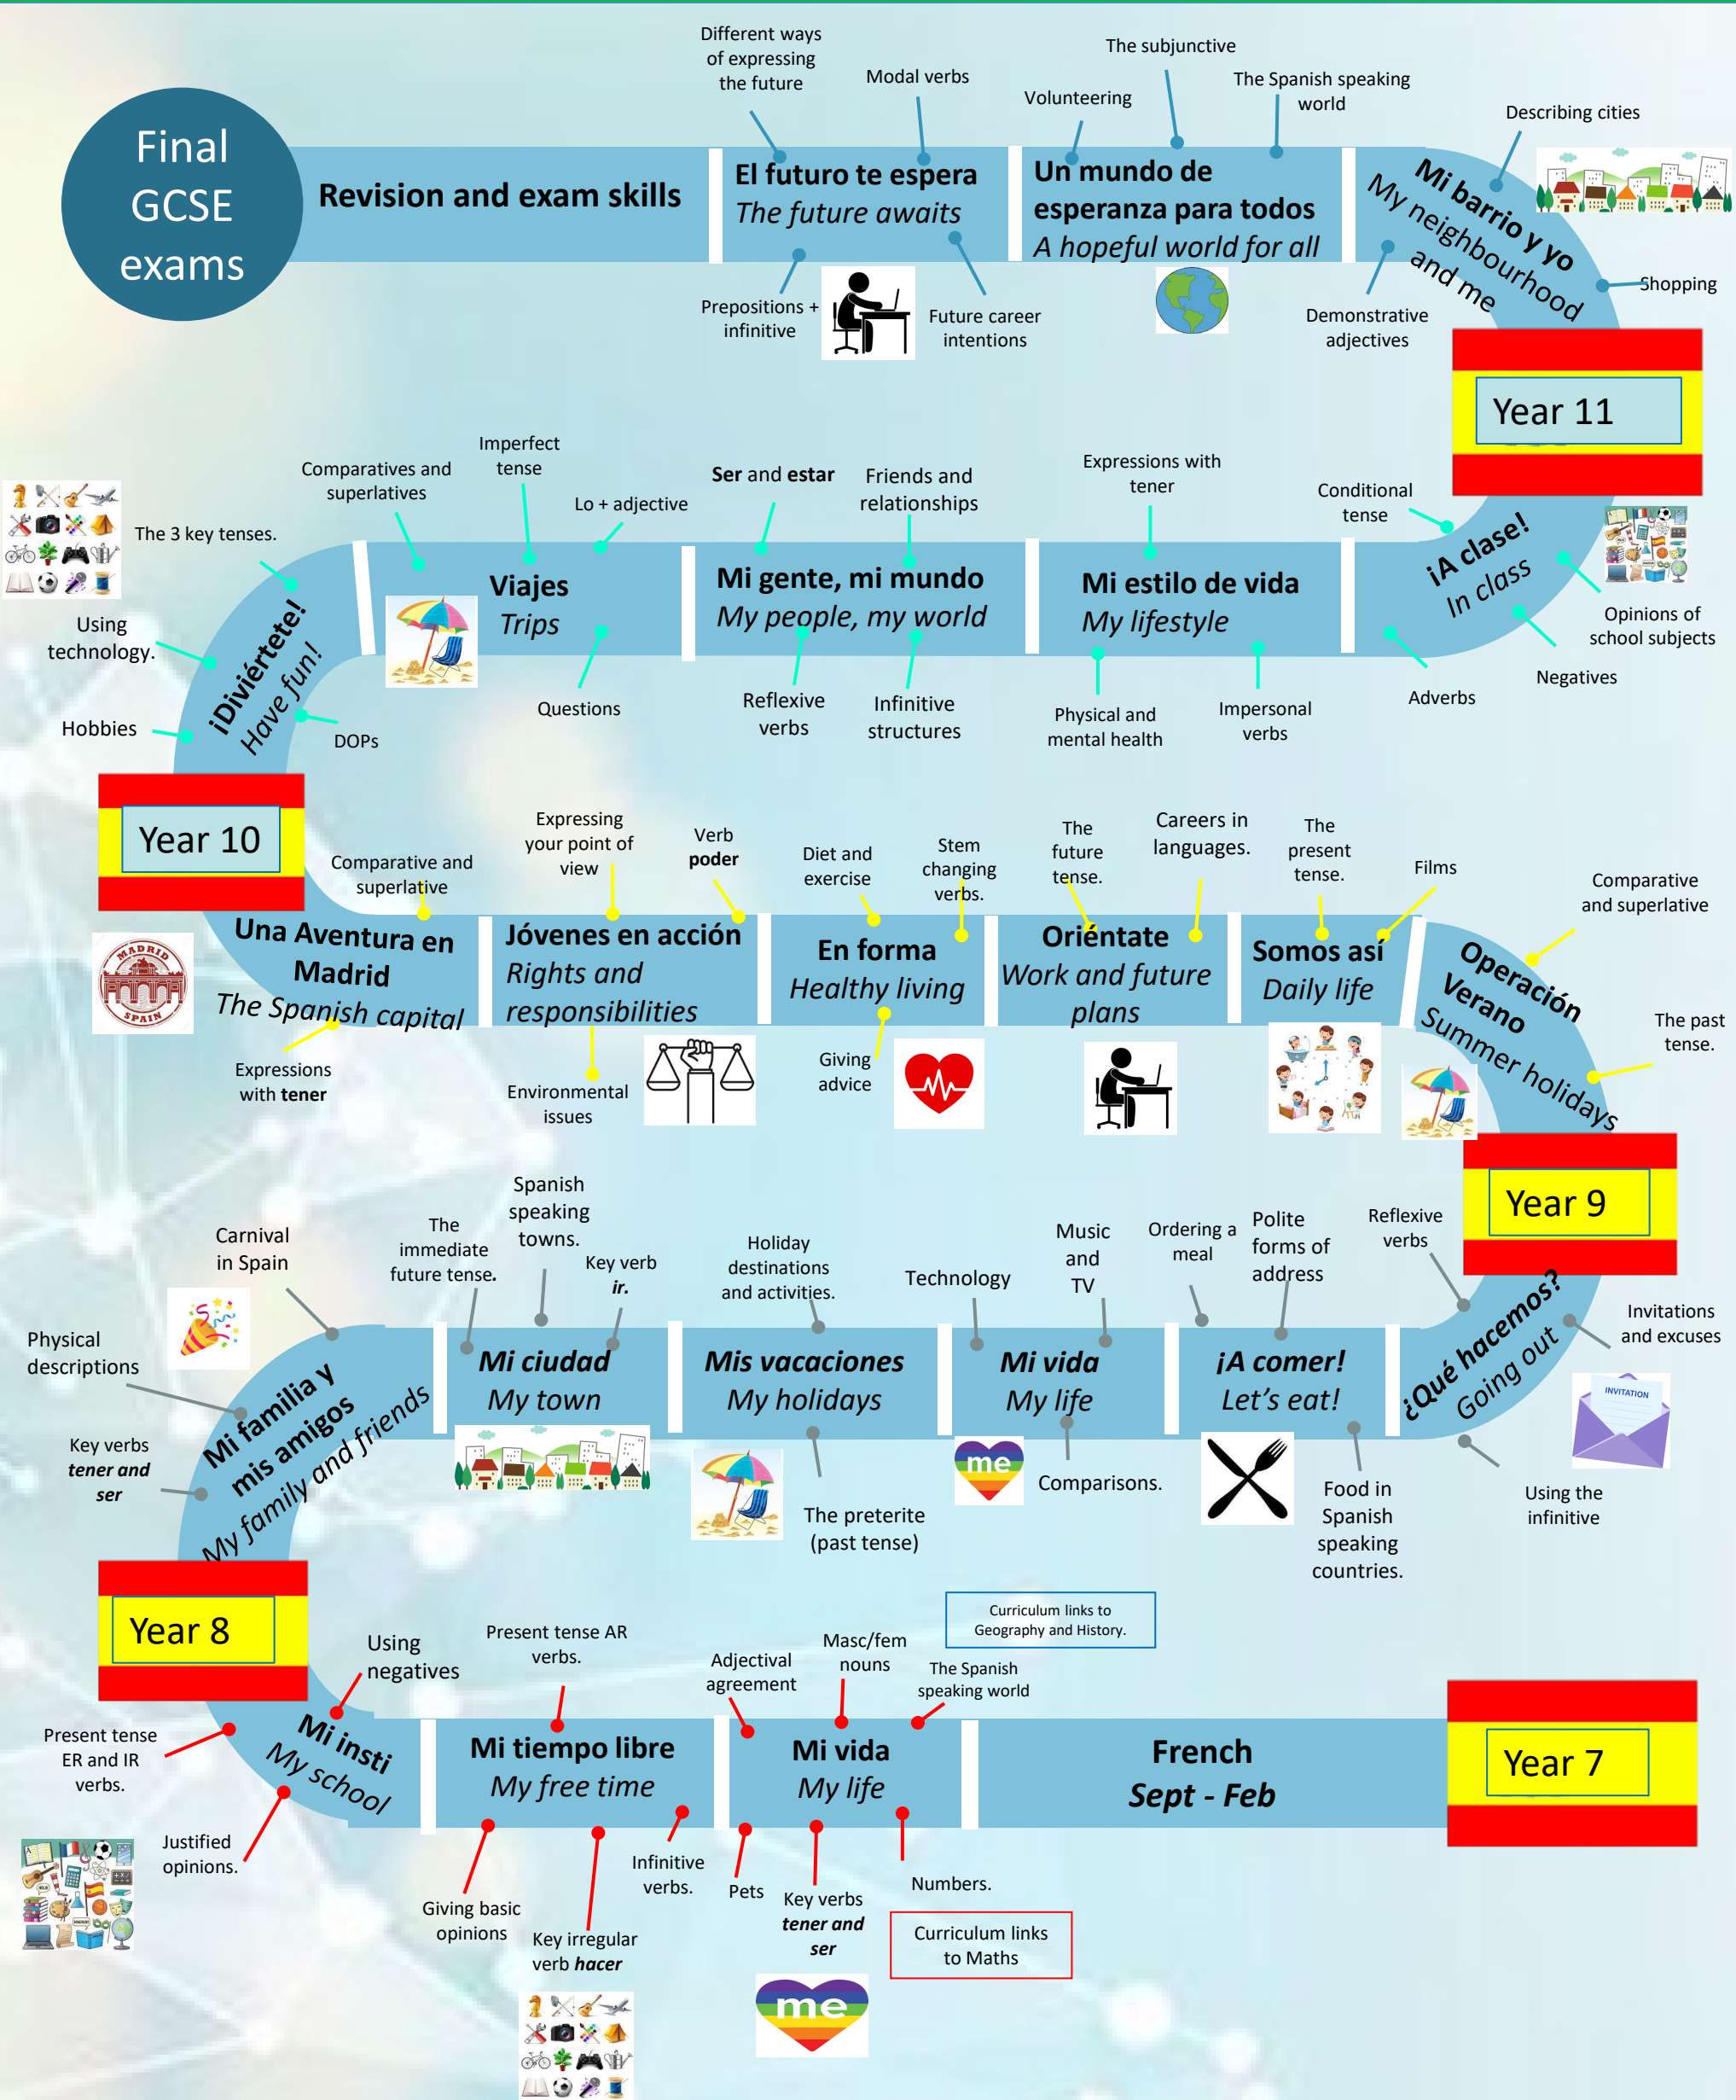 Different ways
of expressing
the future
Modal verbs
Volunteering
The subjunctive
The Spanish speaking
world
Describing cities
Final
GCSE
exams
Revision and exam skills
El futuro te espera
The future awaits
Un mundo de
esperanza para todos
A hopeful world for all
Mi barrio y yo
My neighbourhood
and me
Shopping
Prepositions +
infinitive
Future career
intentions
Demonstrative
adjectives
Year 11
The 3 key tenses.
Comparatives and
superlatives
Imperfect
tense
Lo + adjective
Ser and estar
Friends and
relationships
Expressions with
tener
Conditional
tense
Using
technology.
Hobbies
¡Diviértete!
Have fun!
DOPs
Viajes
Trips
Questions
Mi gente, mi mundo
My people, my world
Reflexive
verbs
Infinitive
structures
Mi estilo de vida
My lifestyle
Physical and
mental health
Impersonal
verbs
¡A clase!
In class
Opinions of
school subjects
Negatives
Adverbs
Year 10
Comparative and
superlative
Expressing
your point of
view
Verb
poder
Diet and
exercise
Stem
changing
verbs.
The
future
tense.
Careers in
languages.
The
present
tense.
Films
Comparative
and superlative
MADRID
SPAIN
Una Aventura en
Madrid
The Spanish capital
Jóvenes en acción
Rights and
responsibilities
En forma
Healthy living
Oriéntate
Work and future
plans
Somos así
Daily life
Operación
Verano
Summer holidays
The past
tense.
Expressions
with tener
Environmental
issues
Giving
advice
Year 9
Carnival
in Spain
The
immediate
future tense.
Spanish
speaking
towns.
Key verb
ir.
Holiday
destinations
and activities.
Technology
Music
and
TV
Ordering a
meal
Polite
forms of
address
Reflexive
verbs
Physical
descriptions
Key verbs
tener and
ser
Mi familia y
mis amigos
My family and friends
Mi ciudad
My town
Mis vacaciones
My holidays
Mi vida
My life
¡A comer!
Let's eat!
¿Qué hacemos?
Going out
Invitations
and excuses
INVITATION
me
The preterite
(past tense)
Comparisons.
Food in
Spanish
speaking
countries.
Using the
infinitive
Year 8
Using
negatives
Present tense AR
verbs.
Adjectival
agreement
Masc/fem
nouns
Curriculum links to
Geography and History.
The Spanish
speaking world
Present tense
ER and IR
verbs.
Mi insti
My school
Mi tiempo libre
My free time
Mi vida
My life
French
Sept - Feb
Year 7
Justified
opinions.
Giving basic
opinions
Key irregular
verb hacer
Infinitive
verbs.
Pets
Key verbs
tener and
ser
Numbers.
Curriculum links
to Maths
me